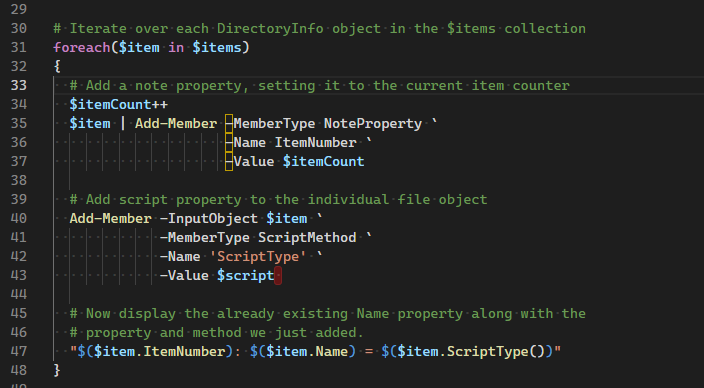 29
30 # Iterate over each DirectoryInfo object in the $items collection
31 foreach($item in $items)
32 {
33   # Add a note property, setting it to the current item counter
34   $itemCount++
35   $item | Add-Member –MemberType NoteProperty `
36                      –Name ItemNumber `
37                      –Value $itemCount
38
39   # Add script property to the individual file object
40   Add-Member -InputObject $item `
41              -MemberType ScriptMethod `
42              -Name 'ScriptType' `
43              -Value $script
44
45   # Now display the already existing Name property along with the
46   # property and method we just added.
47   "$($item.ItemNumber): $($item.Name) = $($item.ScriptType())"
48 }